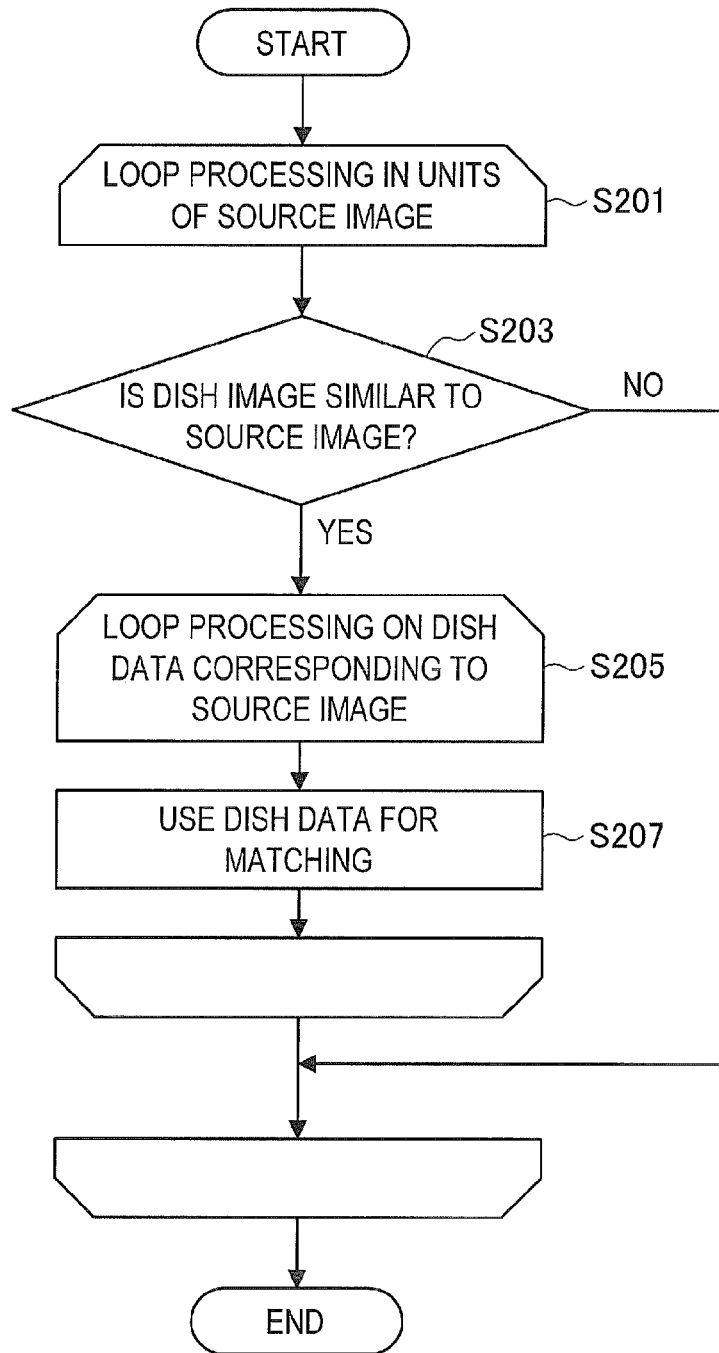 START
LOOP PROCESSING IN UNITS
OF SOURCE IMAGE
S201
S203
IS DISH IMAGE SIMILAR TO
SOURCE IMAGE?
NO
YES
LOOP PROCESSING ON DISH
DATA CORRESPONDING TO
SOURCE IMAGE
S205
USE DISH DATA FOR
MATCHING
S207
END